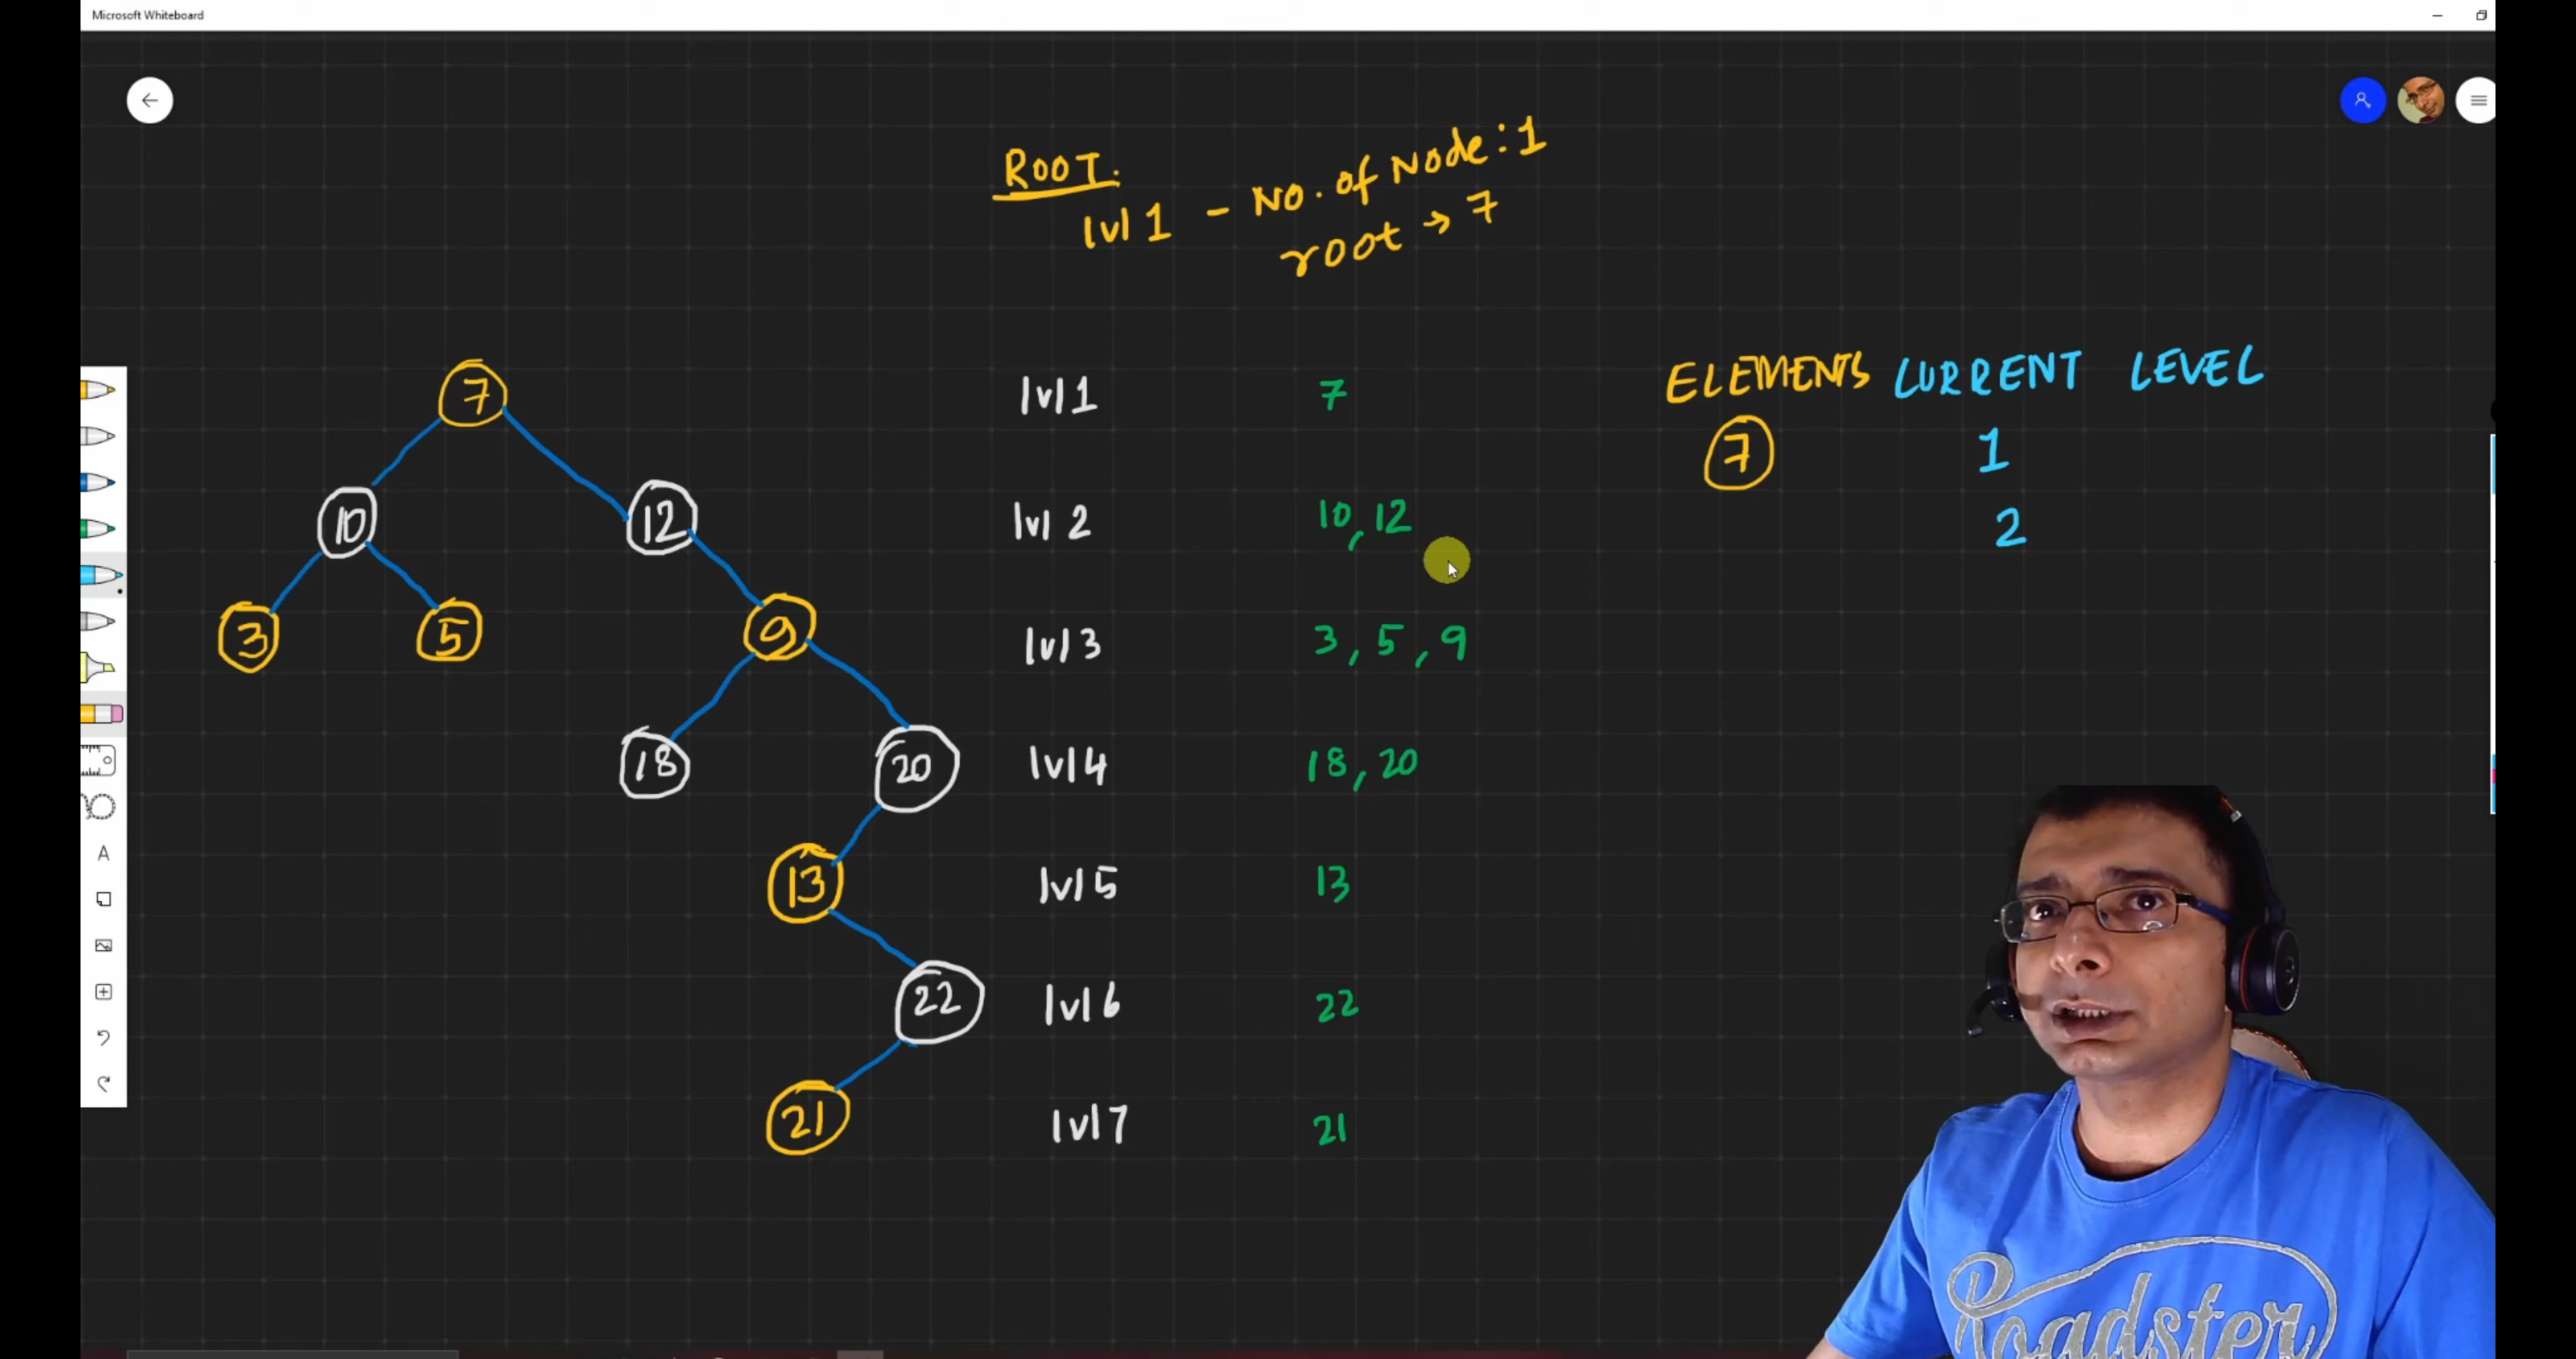 Microsoft Whiteboard
ROOT.
lvl 1 - NO. of Node: 1
root → 7
ELEMENTS CURRENT LEVEL
7 1
2
7
10 12
3 5 9
18 20
13
22
21
lvl 1 7
lvl 2 10, 12
lvl 3 3, 5, 9
lvl 4 18, 20
lvl 5 13
lvl 6 22
lvl 7 21
A
Roadster